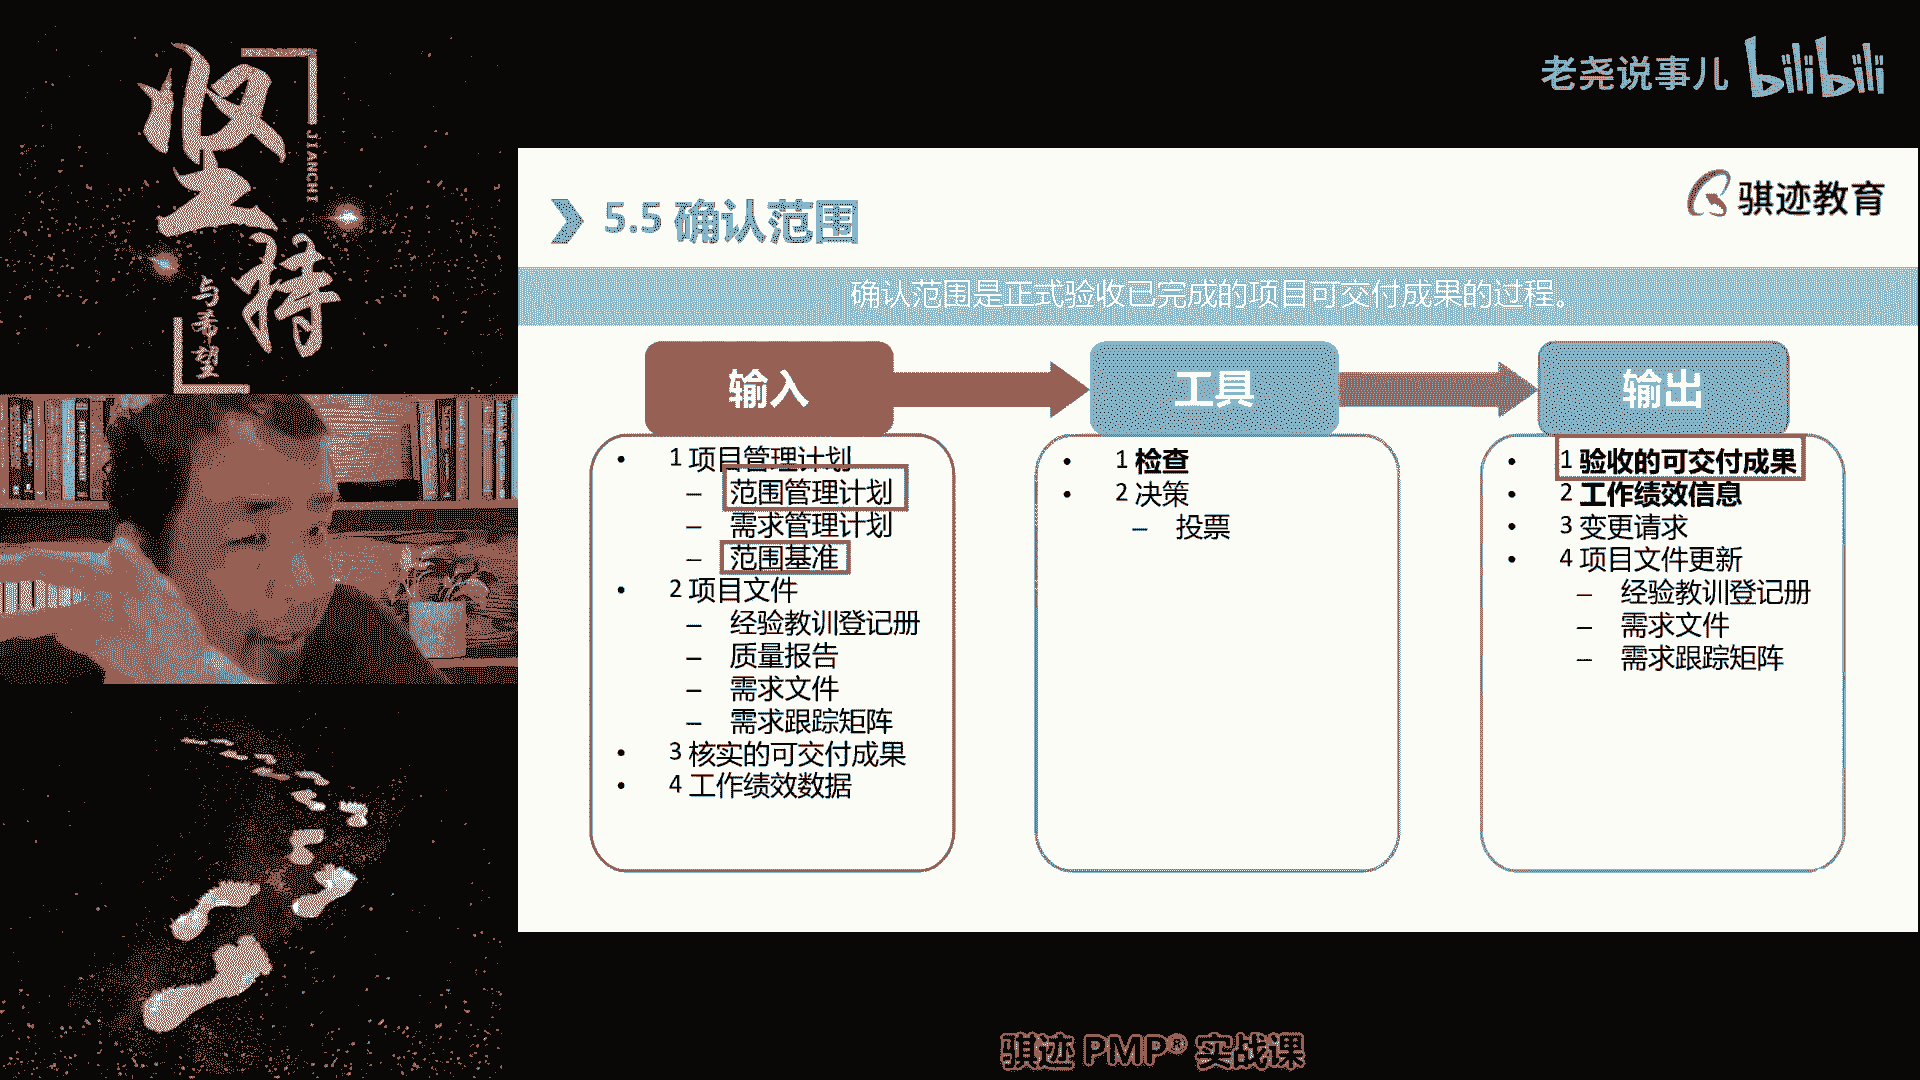 坚持
JIANCHI
与希望
老尧说事儿 bilibili
骐迹教育
5.5 确认范围
确认范围是正式验收已完成的项目可交付成果的过程。
输入
• 1 项目管理计划
– 范围管理计划
– 需求管理计划
– 范围基准
• 2 项目文件
– 经验教训登记册
– 质量报告
– 需求文件
– 需求跟踪矩阵
• 3 核实的可交付成果
• 4 工作绩效数据
工具
• 1 检查
• 2 决策
– 投票
输出
• 1 验收的可交付成果
• 2 工作绩效信息
• 3 变更请求
• 4 项目文件更新
– 经验教训登记册
– 需求文件
– 需求跟踪矩阵
骐迹 PMP® 实战课